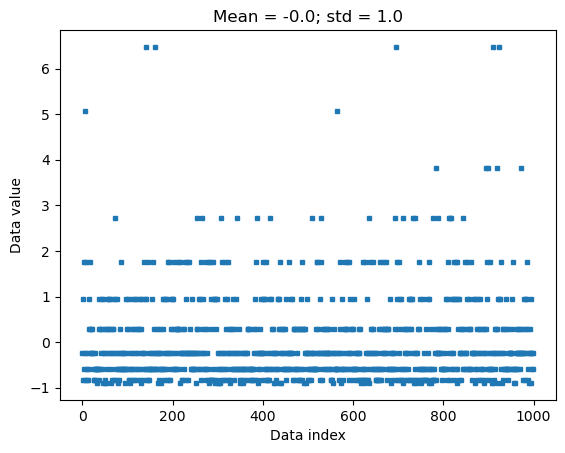 Mean = -0.0; std = 1.0
Data value
6
5
4
3
2
1
0
−1
0 200 400 600 800 1000
Data index